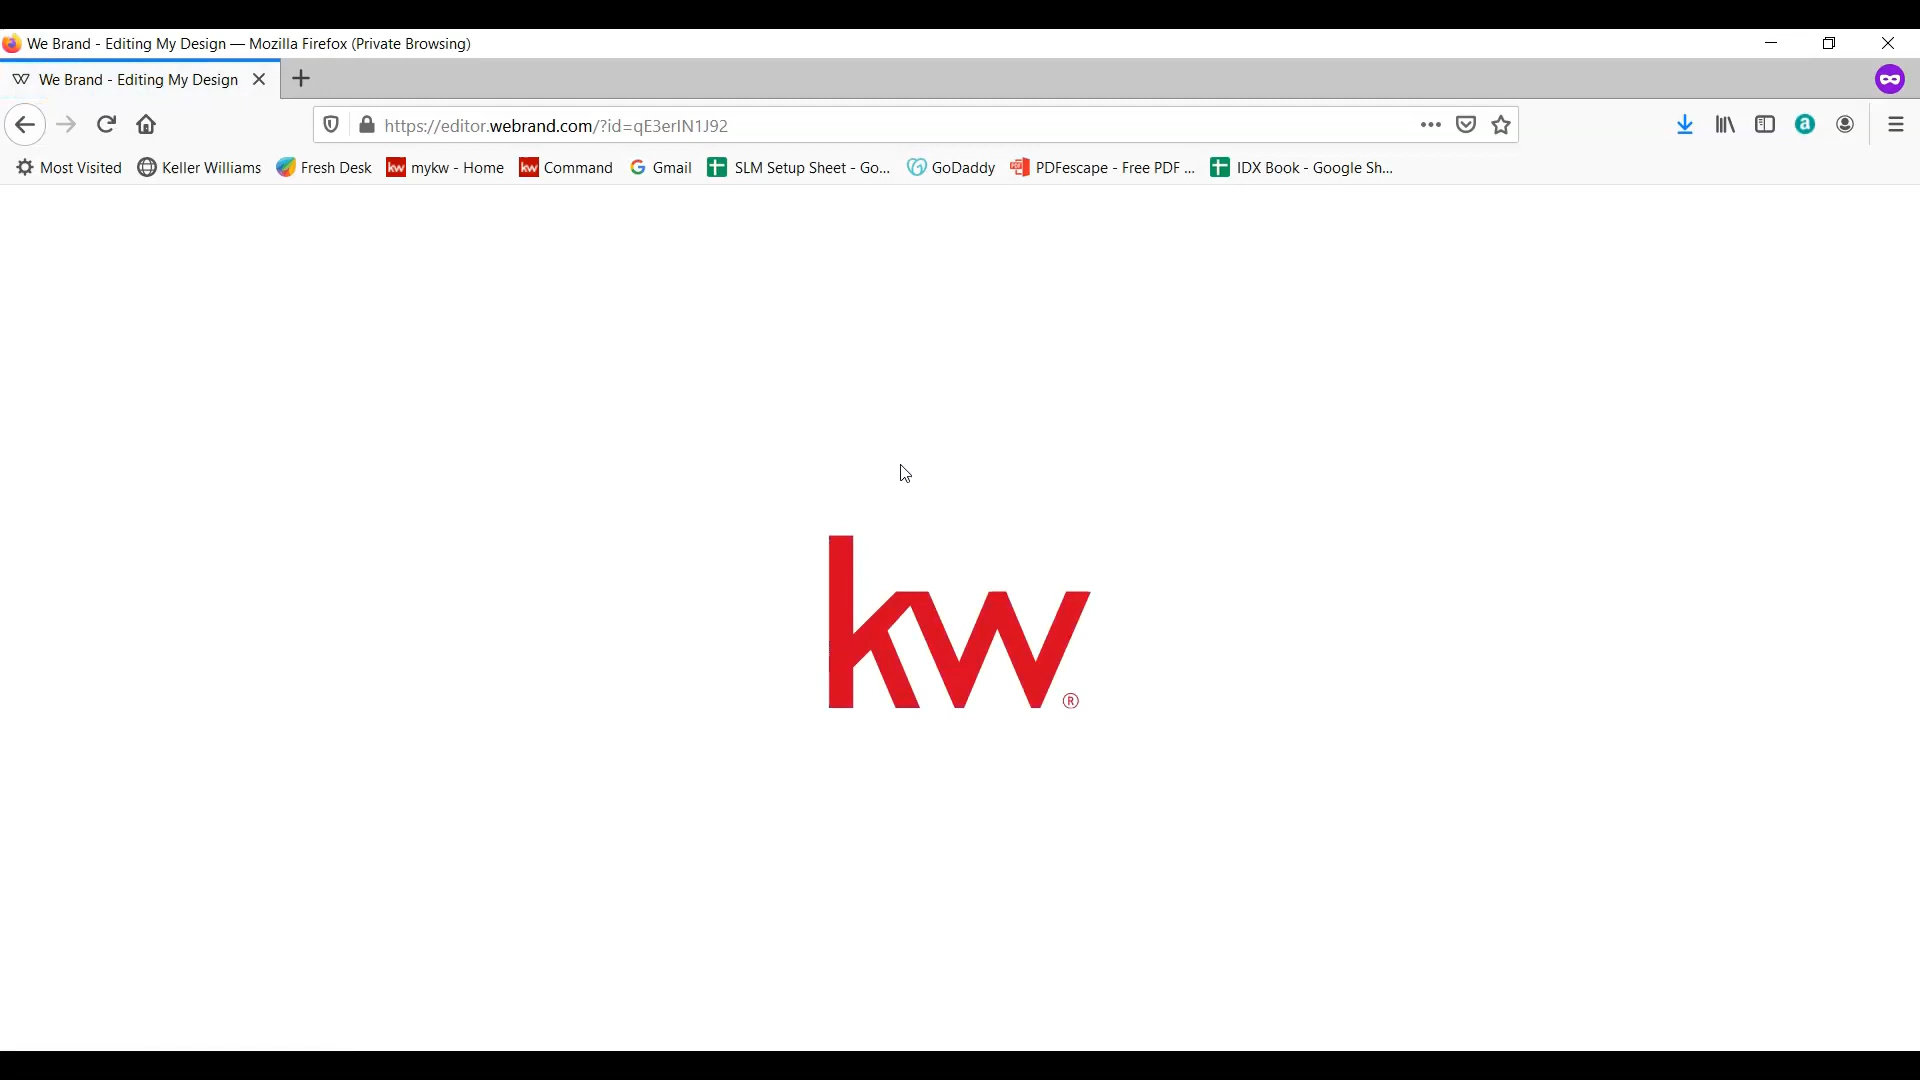 We Brand - Editing My Design — Mozilla Firefox (Private Browsing)
We Brand - Editing My Design
https://editor.webrand.com/?id=qE3erIN1J92
Most Visited Keller Williams Fresh Desk kw mykw - Home kw Command Gmail SLM Setup Sheet - Go... GoDaddy PDFescape - Free PDF ... IDX Book - Google Sh...
kw®